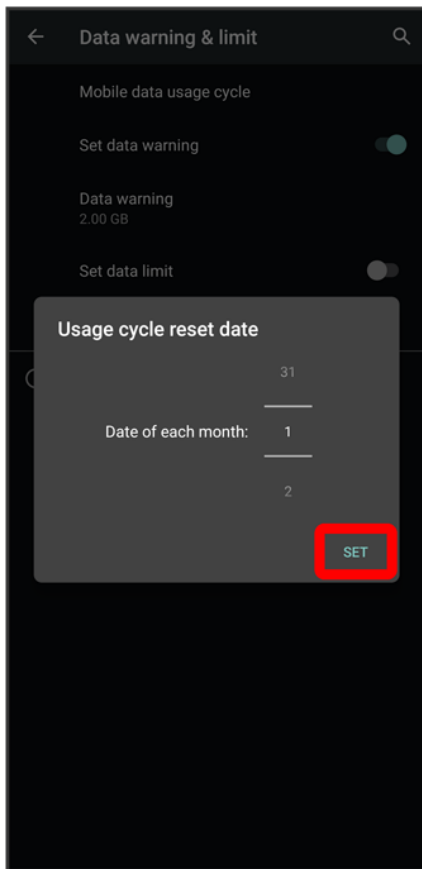 Data warning & limit
Mobile data usage cycle
Set data warning
Data warning
2.00 GB
Set data limit
Usage cycle reset date
31
Date of each month: 1
2
SET